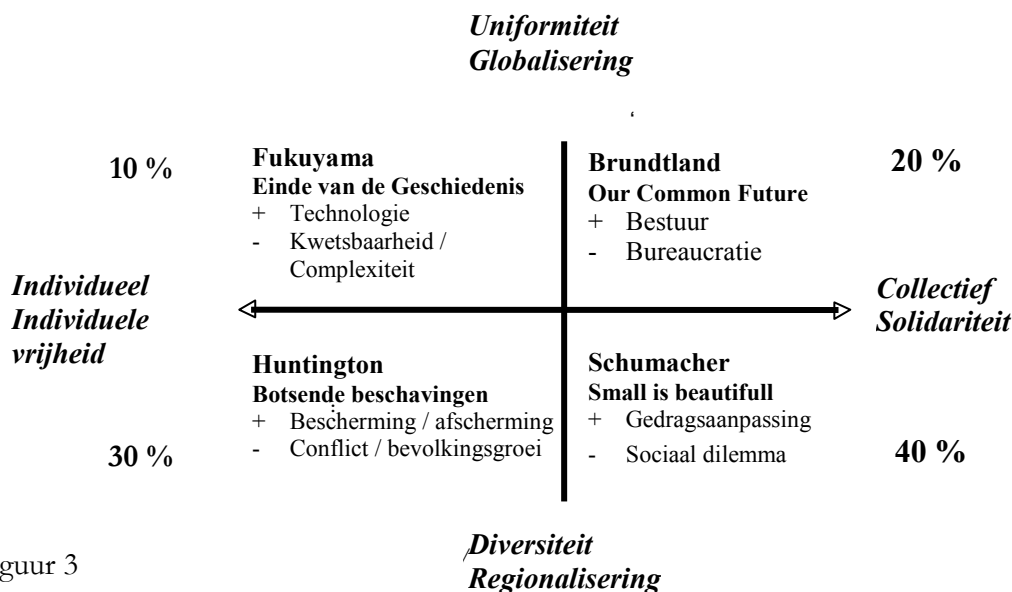 Uniformiteit
Globalisering
10 %
Fukuyama
Einde van de Geschiedenis
+ Technologie
- Kwetsbaarheid /
Complexiteit
Brundtland
Our Common Future
+ Bestuur
- Bureaucratie
20 %
Individueel
Individuele
vrijheid
Collectief
Solidariteit
Huntington
Botsende beschavingen
+ Bescherming / afscherming
- Conflict / bevolkingsgroei
30 %
Schumacher
Small is beautifull
+ Gedragsaanpassing
- Sociaal dilemma
40 %
Diversiteit
Regionalisering
guur 3